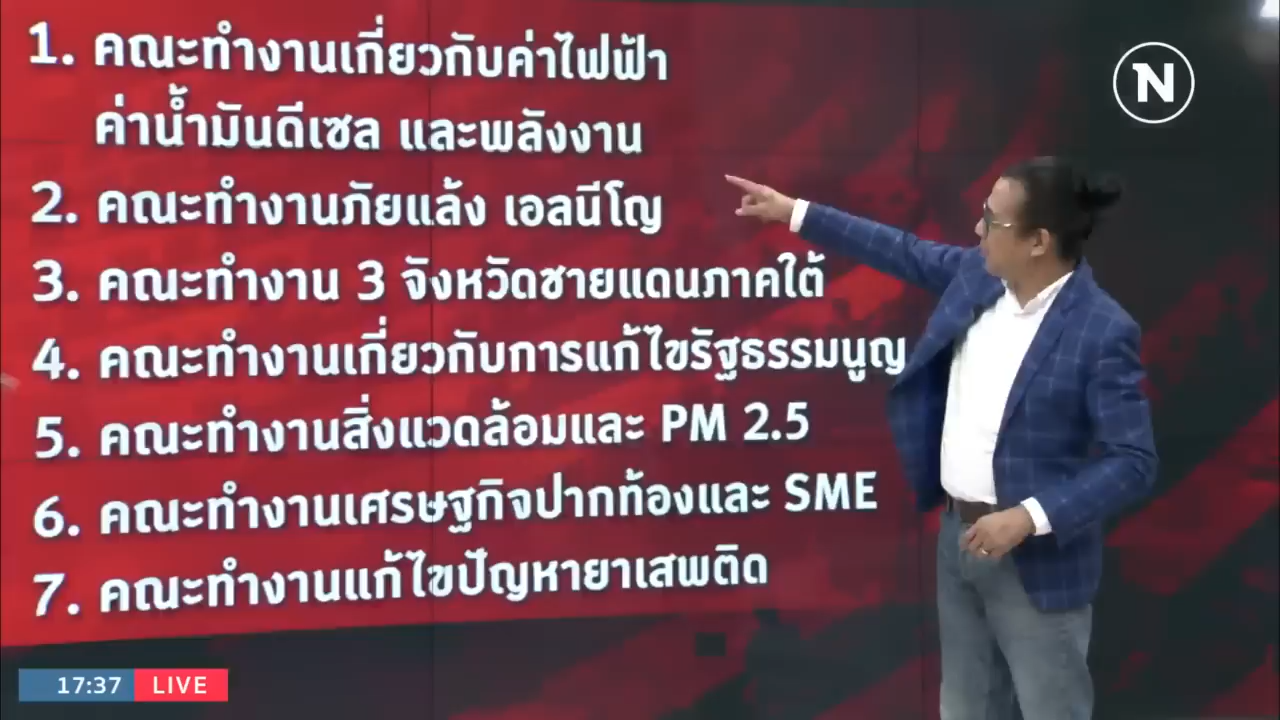 1. คณะทำงานเกี่ยวกับค่าไฟฟ้า
ค่าน้ำมันดีเซล และพลังงาน
2. คณะทำงานภัยแล้ง เอลนีโญ
3. คณะทำงาน 3 จังหวัดชายแดนภาคใต้
4. คณะทำงานเกี่ยวกับการแก้ไขรัฐธรรมนูญ
5. คณะทำงานสิ่งแวดล้อมและ PM 2.5
6. คณะทำงานเศรษฐกิจปากท้องและ SME
7. คณะทำงานแก้ไขปัญหายาเสพติด
N
17:37 LIVE